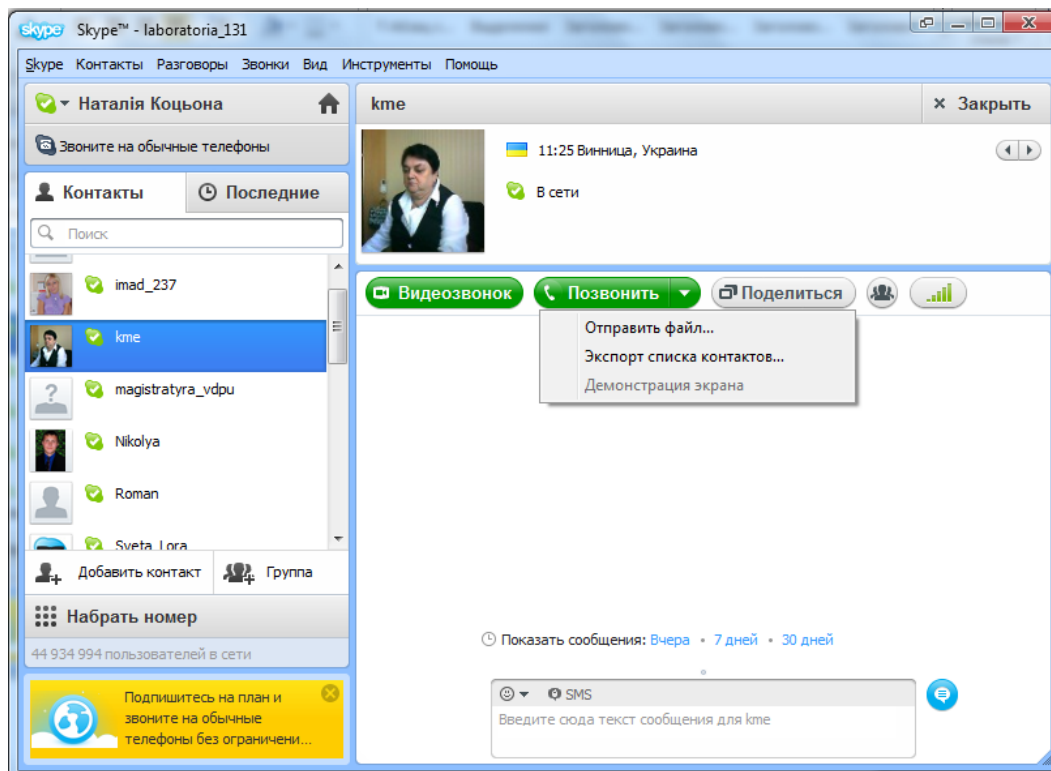 skype Skype™ - laboratoria_131
Skype Контакты Разговоры Звонки Вид Инструменты Помощь
Наталія Коцьона
Звоните на обычные телефоны
Контакты Последние
Поиск
imad_237
kme
magistratyra_vdpu
Nikolya
Roman
Sveta_Lora
Добавить контакт Группа
Набрать номер
44 934 994 пользователей в сети
Подпишитесь на план и
звоните на обычные
телефоны без ограничени...
kme Закрыть
11:25 Винница, Украина
В сети
Видеозвонок Позвонить Поделиться
Отправить файл...
Экспорт списка контактов...
Демонстрация экрана
Показать сообщения: Вчера • 7 дней • 30 дней
SMS
Введите сюда текст сообщения для kme